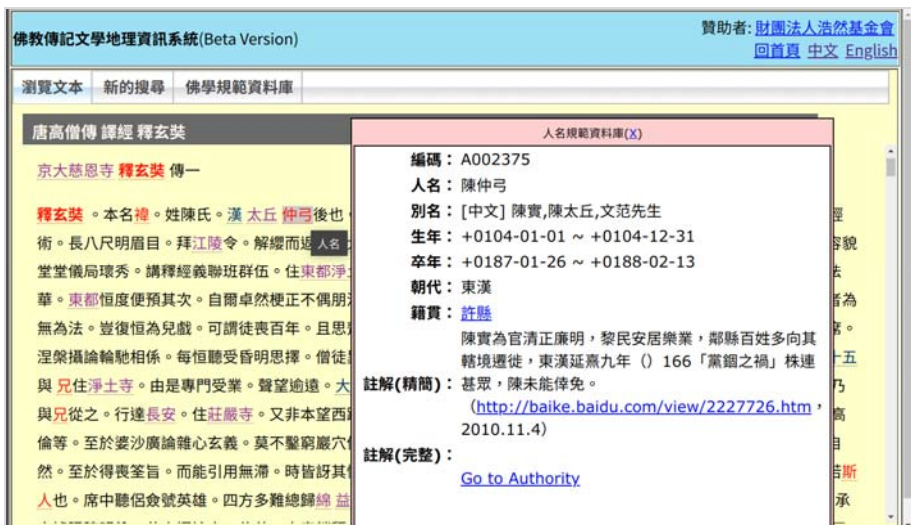 佛教傳記文學地理資訊系統(Beta Version)
贊助者: 財團法人浩然基金會
回首頁 中文 English
瀏覽文本 新的搜尋 佛學規範資料庫
唐高僧傳 譯經 釋玄奘
京大慈恩寺 釋玄奘 傳一
釋玄奘 。本名褘。姓陳氏。漢 太丘 仲弓後也
術。長八尺明眉目。拜江陵令。解纓而返
人名
堂堂儀局瓌秀。講釋經義聯班群伍。住東都淨
華。東都恒度便預其次。自爾卓然梗正不偶朋
無為法。豈復恒為兒戲。可謂徒喪百年。且思
涅槃攝論輪馳相係。每恒聽受昏明思擇。僧徒
與 兄住淨土寺。由是專門受業。聲望逾遠。大
與兄從之。行達長安。住莊嚴寺。又非本望西
倫等。至於婆沙廣論雜心玄義。莫不鑿窮巖穴
然。至於得喪筌旨。而能引用無滯。時皆訝其
人也。席中聽侶僉號英雄。四方多難總歸綿 益
人名規範資料庫(X)
編碼： A002375
人名： 陳仲弓
別名： [中文] 陳實,陳太丘,文范先生
生年： +0104-01-01 ~ +0104-12-31
卒年： +0187-01-26 ~ +0188-02-13
朝代： 東漢
籍貫： 許縣
註解(精簡)： 陳實為官清正廉明，黎民安居樂業，鄰縣百姓多向其
轄境遷徙，東漢延熹九年（）166「黨錮之禍」株連
甚眾，陳未能倖免。
（http://baike.baidu.com/view/2227726.htm，
2010.11.4）
註解(完整)：
Go to Authority
容貌
法
者為
席。
十五
乃
高
自
若斯
承